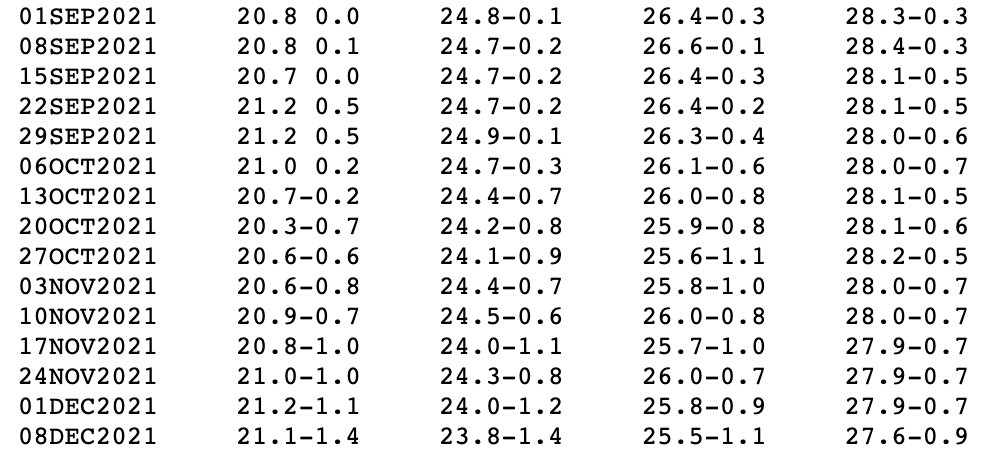 01SEP2021 20.8 0.0 24.8-0.1 26.4-0.3 28.3-0.3
08SEP2021 20.8 0.1 24.7-0.2 26.6-0.1 28.4-0.3
15SEP2021 20.7 0.0 24.7-0.2 26.4-0.3 28.1-0.5
22SEP2021 21.2 0.5 24.7-0.2 26.4-0.2 28.1-0.5
29SEP2021 21.2 0.5 24.9-0.1 26.3-0.4 28.0-0.6
06OCT2021 21.0 0.2 24.7-0.3 26.1-0.6 28.0-0.7
13OCT2021 20.7-0.2 24.4-0.7 26.0-0.8 28.1-0.5
20OCT2021 20.3-0.7 24.2-0.8 25.9-0.8 28.1-0.6
27OCT2021 20.6-0.6 24.1-0.9 25.6-1.1 28.2-0.5
03NOV2021 20.6-0.8 24.4-0.7 25.8-1.0 28.0-0.7
10NOV2021 20.9-0.7 24.5-0.6 26.0-0.8 28.0-0.7
17NOV2021 20.8-1.0 24.0-1.1 25.7-1.0 27.9-0.7
24NOV2021 21.0-1.0 24.3-0.8 26.0-0.7 27.9-0.7
01DEC2021 21.2-1.1 24.0-1.2 25.8-0.9 27.9-0.7
08DEC2021 21.1-1.4 23.8-1.4 25.5-1.1 27.6-0.9